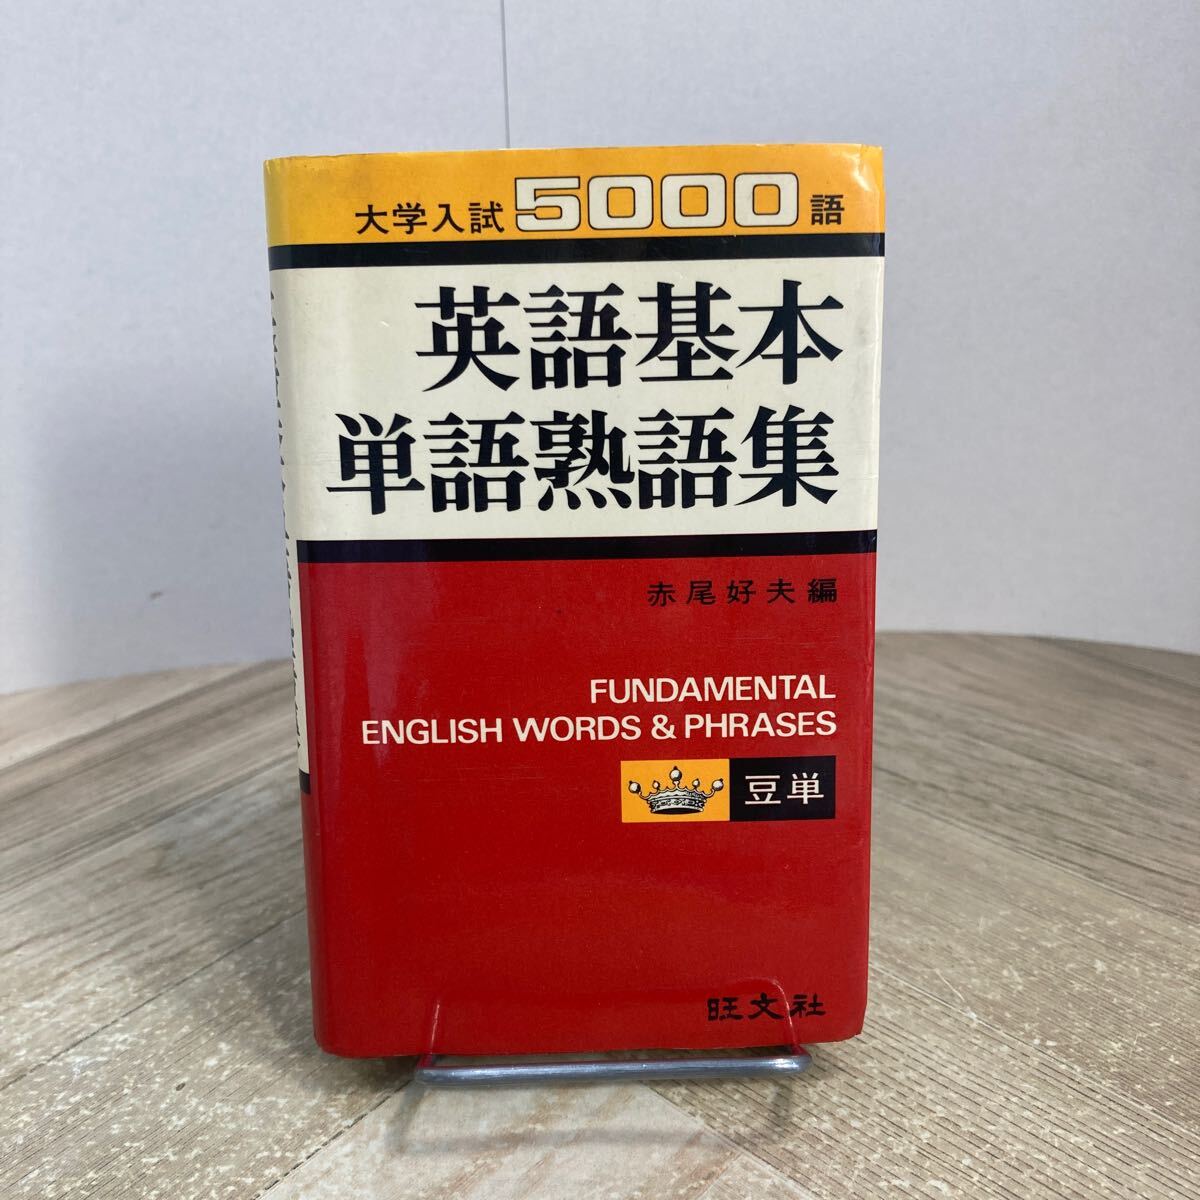 大学入試5000語
英語基本
単語熟語集
赤尾好夫編
FUNDAMENTAL
ENGLISH WORDS & PHRASES
豆単
旺文社